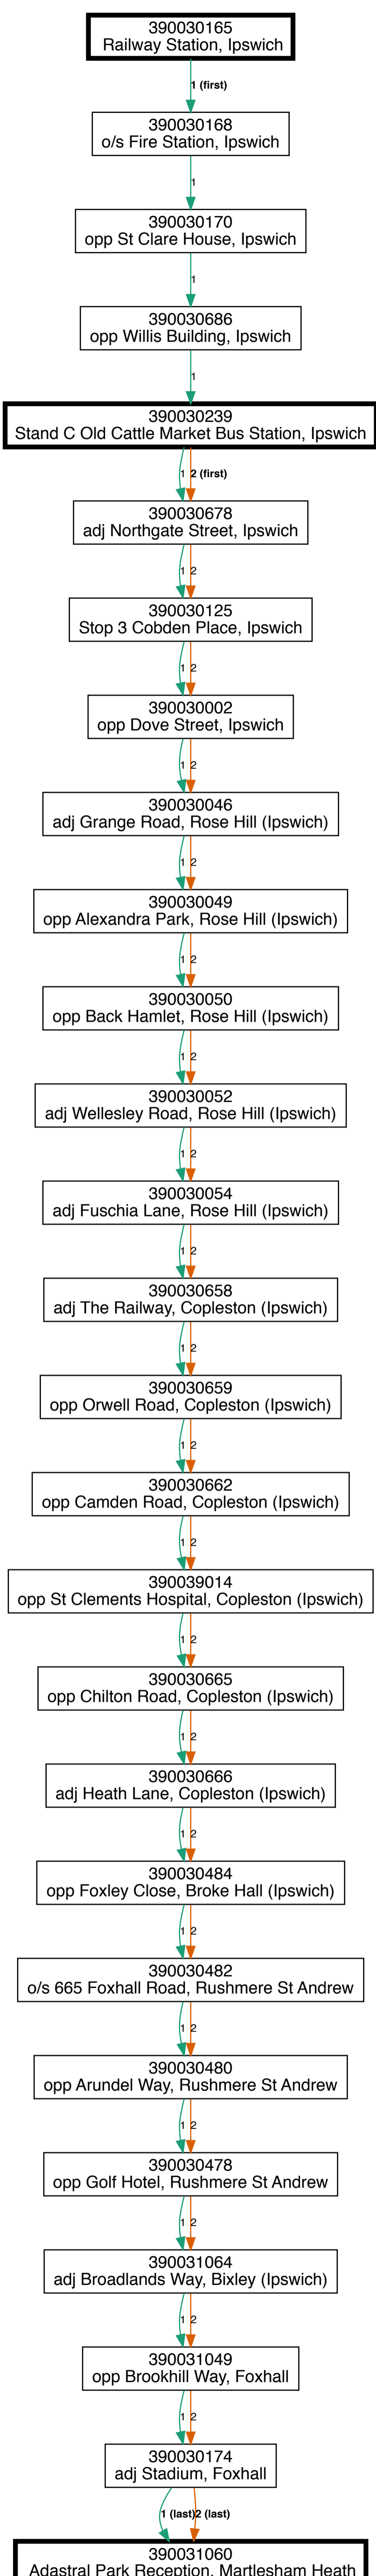 390030165
Railway Station, Ipswich
1 (first)
390030168
o/s Fire Station, Ipswich
1
390030170
opp St Clare House, Ipswich
1
390030686
opp Willis Building, Ipswich
1
390030239
Stand C Old Cattle Market Bus Station, Ipswich
1 2 (first)
390030678
adj Northgate Street, Ipswich
1 2
390030125
Stop 3 Cobden Place, Ipswich
1 2
390030002
opp Dove Street, Ipswich
1 2
390030046
adj Grange Road, Rose Hill (Ipswich)
1 2
390030049
opp Alexandra Park, Rose Hill (Ipswich)
1 2
390030050
opp Back Hamlet, Rose Hill (Ipswich)
1 2
390030052
adj Wellesley Road, Rose Hill (Ipswich)
1 2
390030054
adj Fuschia Lane, Rose Hill (Ipswich)
1 2
390030658
adj The Railway, Copleston (Ipswich)
1 2
390030659
opp Orwell Road, Copleston (Ipswich)
1 2
390030662
opp Camden Road, Copleston (Ipswich)
1 2
390039014
opp St Clements Hospital, Copleston (Ipswich)
1 2
390030665
opp Chilton Road, Copleston (Ipswich)
1 2
390030666
adj Heath Lane, Copleston (Ipswich)
1 2
390030484
opp Foxley Close, Broke Hall (Ipswich)
1 2
390030482
o/s 665 Foxhall Road, Rushmere St Andrew
1 2
390030480
opp Arundel Way, Rushmere St Andrew
1 2
390030478
opp Golf Hotel, Rushmere St Andrew
1 2
390031064
adj Broadlands Way, Bixley (Ipswich)
1 2
390031049
opp Brookhill Way, Foxhall
1 2
390030174
adj Stadium, Foxhall
1 (last) 2 (last)
390031060
Adastral Park Reception, Martlesham Heath